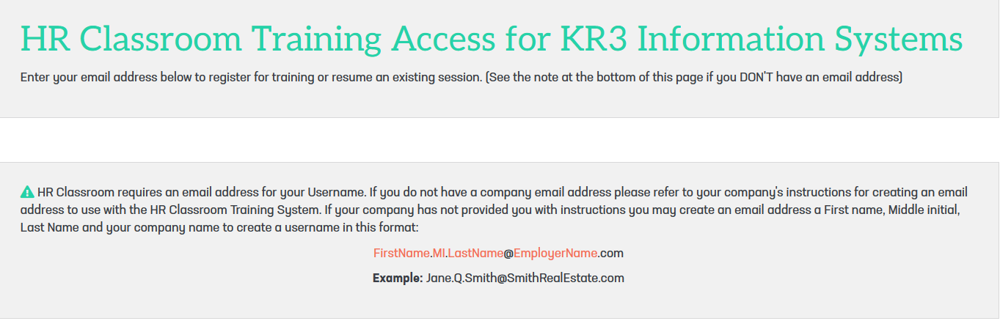 HR Classroom Training Access for KR3 Information Systems
Enter your email address below to register for training or resume an existing session. (See the note at the bottom of this page if you DON'T have an email address)
HR Classroom requires an email address for your Username. If you do not have a company email address please refer to your company's instructions for creating an email
address to use with the HR Classroom Training System. If your company has not provided you with instructions you may create an email address a First name, Middle initial,
Last Name and your company name to create a username in this format:
FirstName.MI.LastName@EmployerName.com
Example: Jane.Q.Smith@SmithRealEstate.com